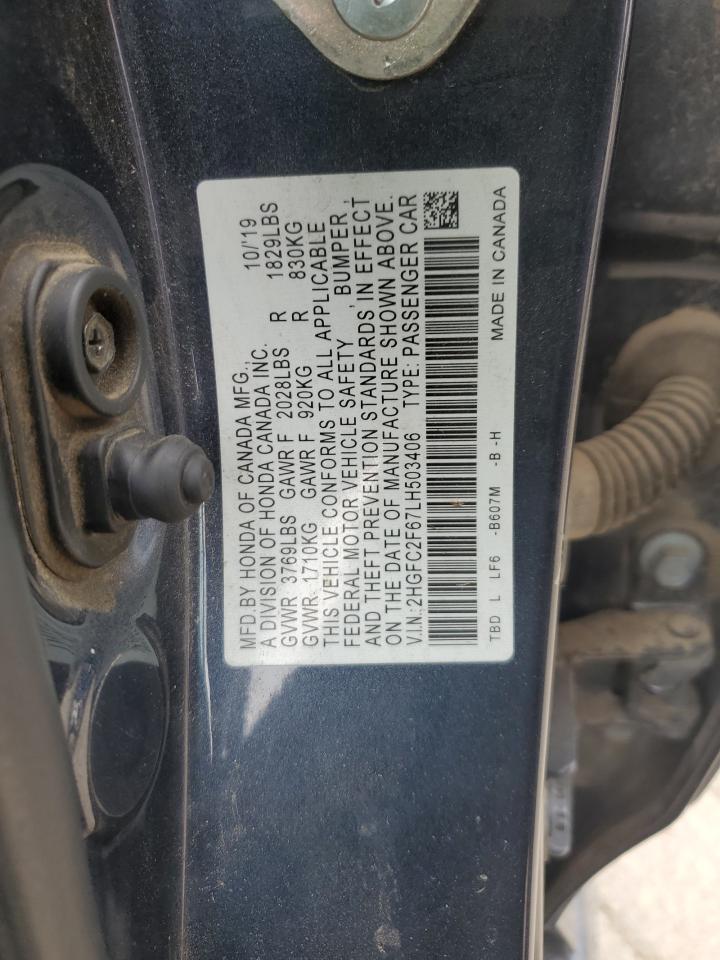 MFD.BY HONDA OF CANADA MFG., 10/'19
A DIVISION OF HONDA CANADA INC.
GVWR 3769LBS GAWR F 2028LBS R 1829LBS
GVWR 1710KG GAWR F 920KG R 830KG
THIS VEHICLE CONFORMS TO ALL APPLICABLE
FEDERAL MOTOR VEHICLE SAFETY , BUMPER ,
AND THEFT PREVENTION STANDARDS IN EFFECT
ON THE DATE OF MANUFACTURE SHOWN ABOVE.
V.I.N.:2HGFC2F67LH503406 TYPE: PASSENGER CAR
TBD L LF6 -B607M -B -H MADE IN CANADA